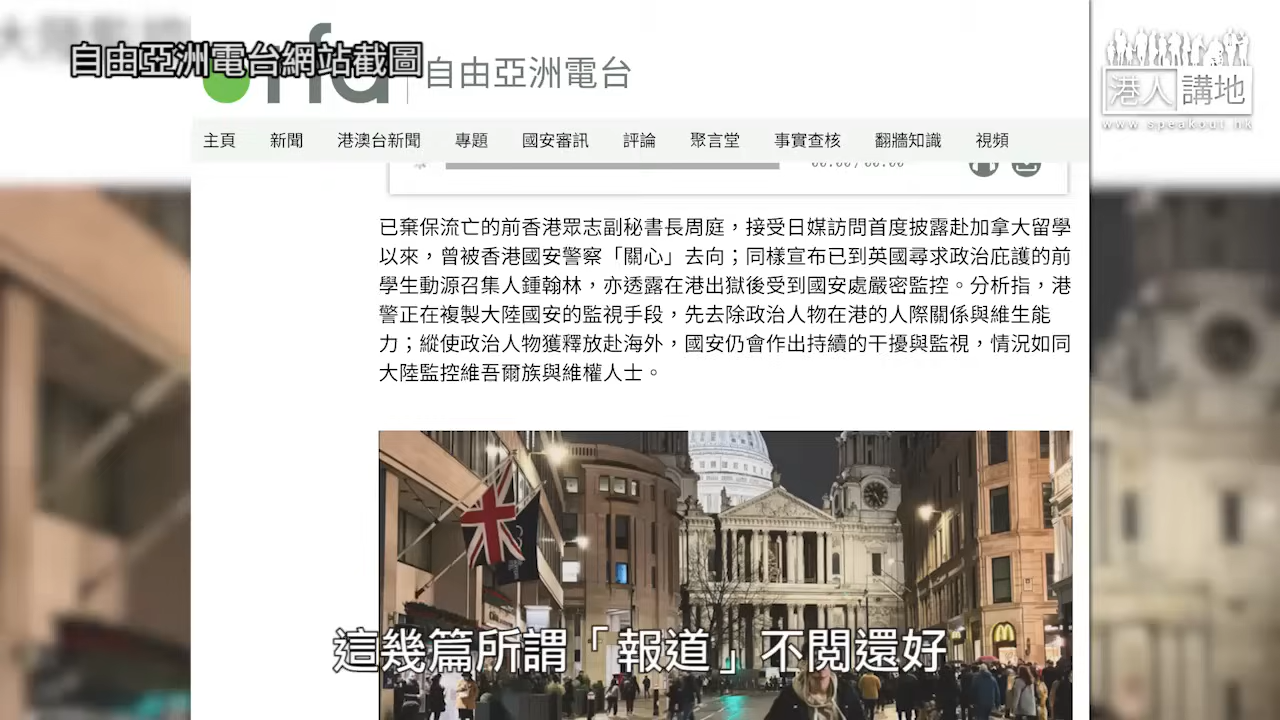 自由亞洲電台網站截圖
rfa
自由亞洲電台
港人講地
www.speakout.hk
主頁 新聞 港澳台新聞 專題 國安審訊 評論 聚言堂 事實查核 翻牆知識 視頻
00:00 / 00:00
已棄保流亡的前香港眾志副秘書長周庭，接受日媒訪問首度披露赴加拿大留學
以來，曾被香港國安警察「關心」去向；同樣宣布已到英國尋求政治庇護的前
學生動源召集人鍾翰林，亦透露在港出獄後受到國安處嚴密監控。分析指，港
警正在複製大陸國安的監視手段，先去除政治人物在港的人際關係與維生能
力；縱使政治人物獲釋放赴海外，國安仍會作出持續的干擾與監視，情況如同
大陸監控維吾爾族與維權人士。
這幾篇所謂「報道」不閱還好